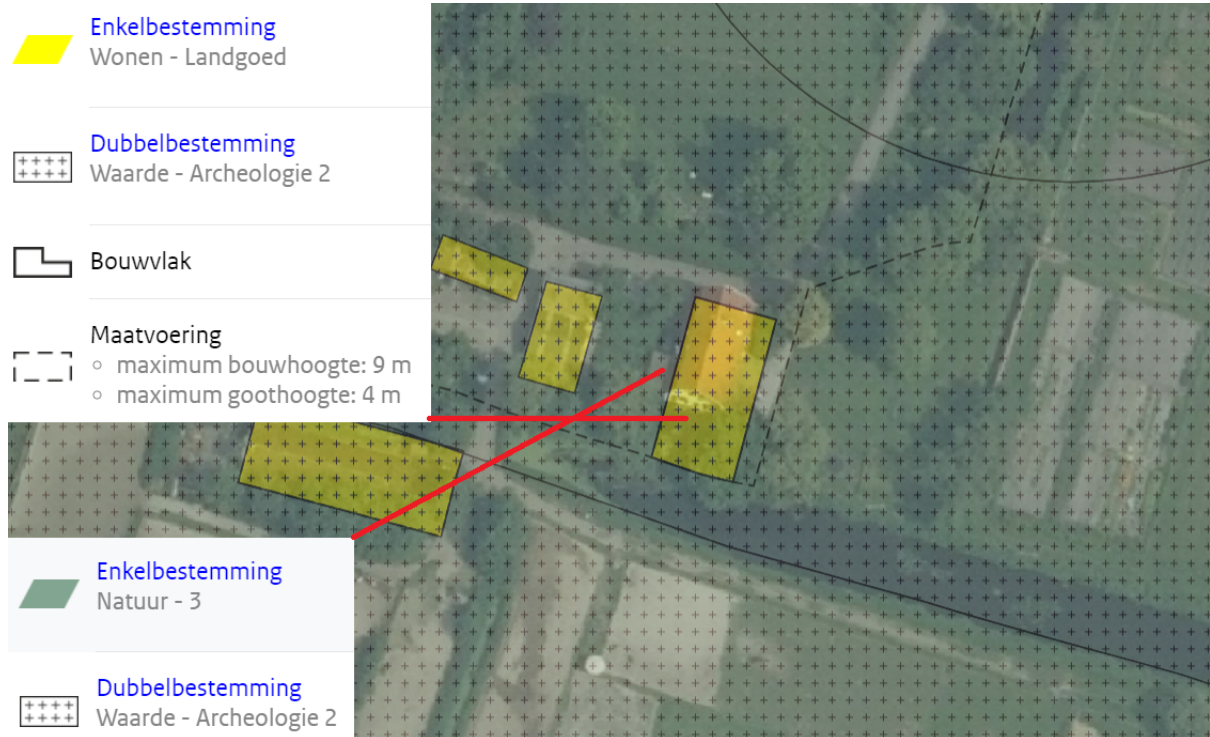 Enkelbestemming
Wonen - Landgoed
Dubbelbestemming
Waarde - Archeologie 2
Bouwvlak
Maatvoering
maximum bouwhoogte: 9 m
maximum goothoogte: 4 m
Enkelbestemming
Natuur - 3
Dubbelbestemming
Waarde - Archeologie 2